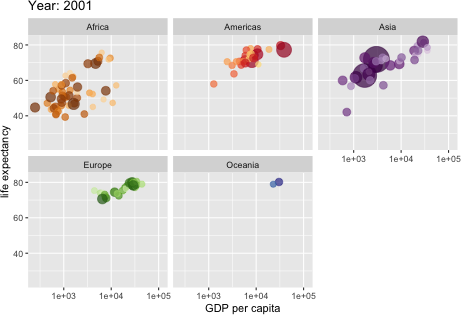 Year: 2001
Africa
Americas
Asia
80
60
40
1e+03
1e+04
1e+05
life expectancy
Europe
Oceania
80
60
40
1e+03
1e+04
1e+05
1e+03
1e+04
1e+05
GDP per capita